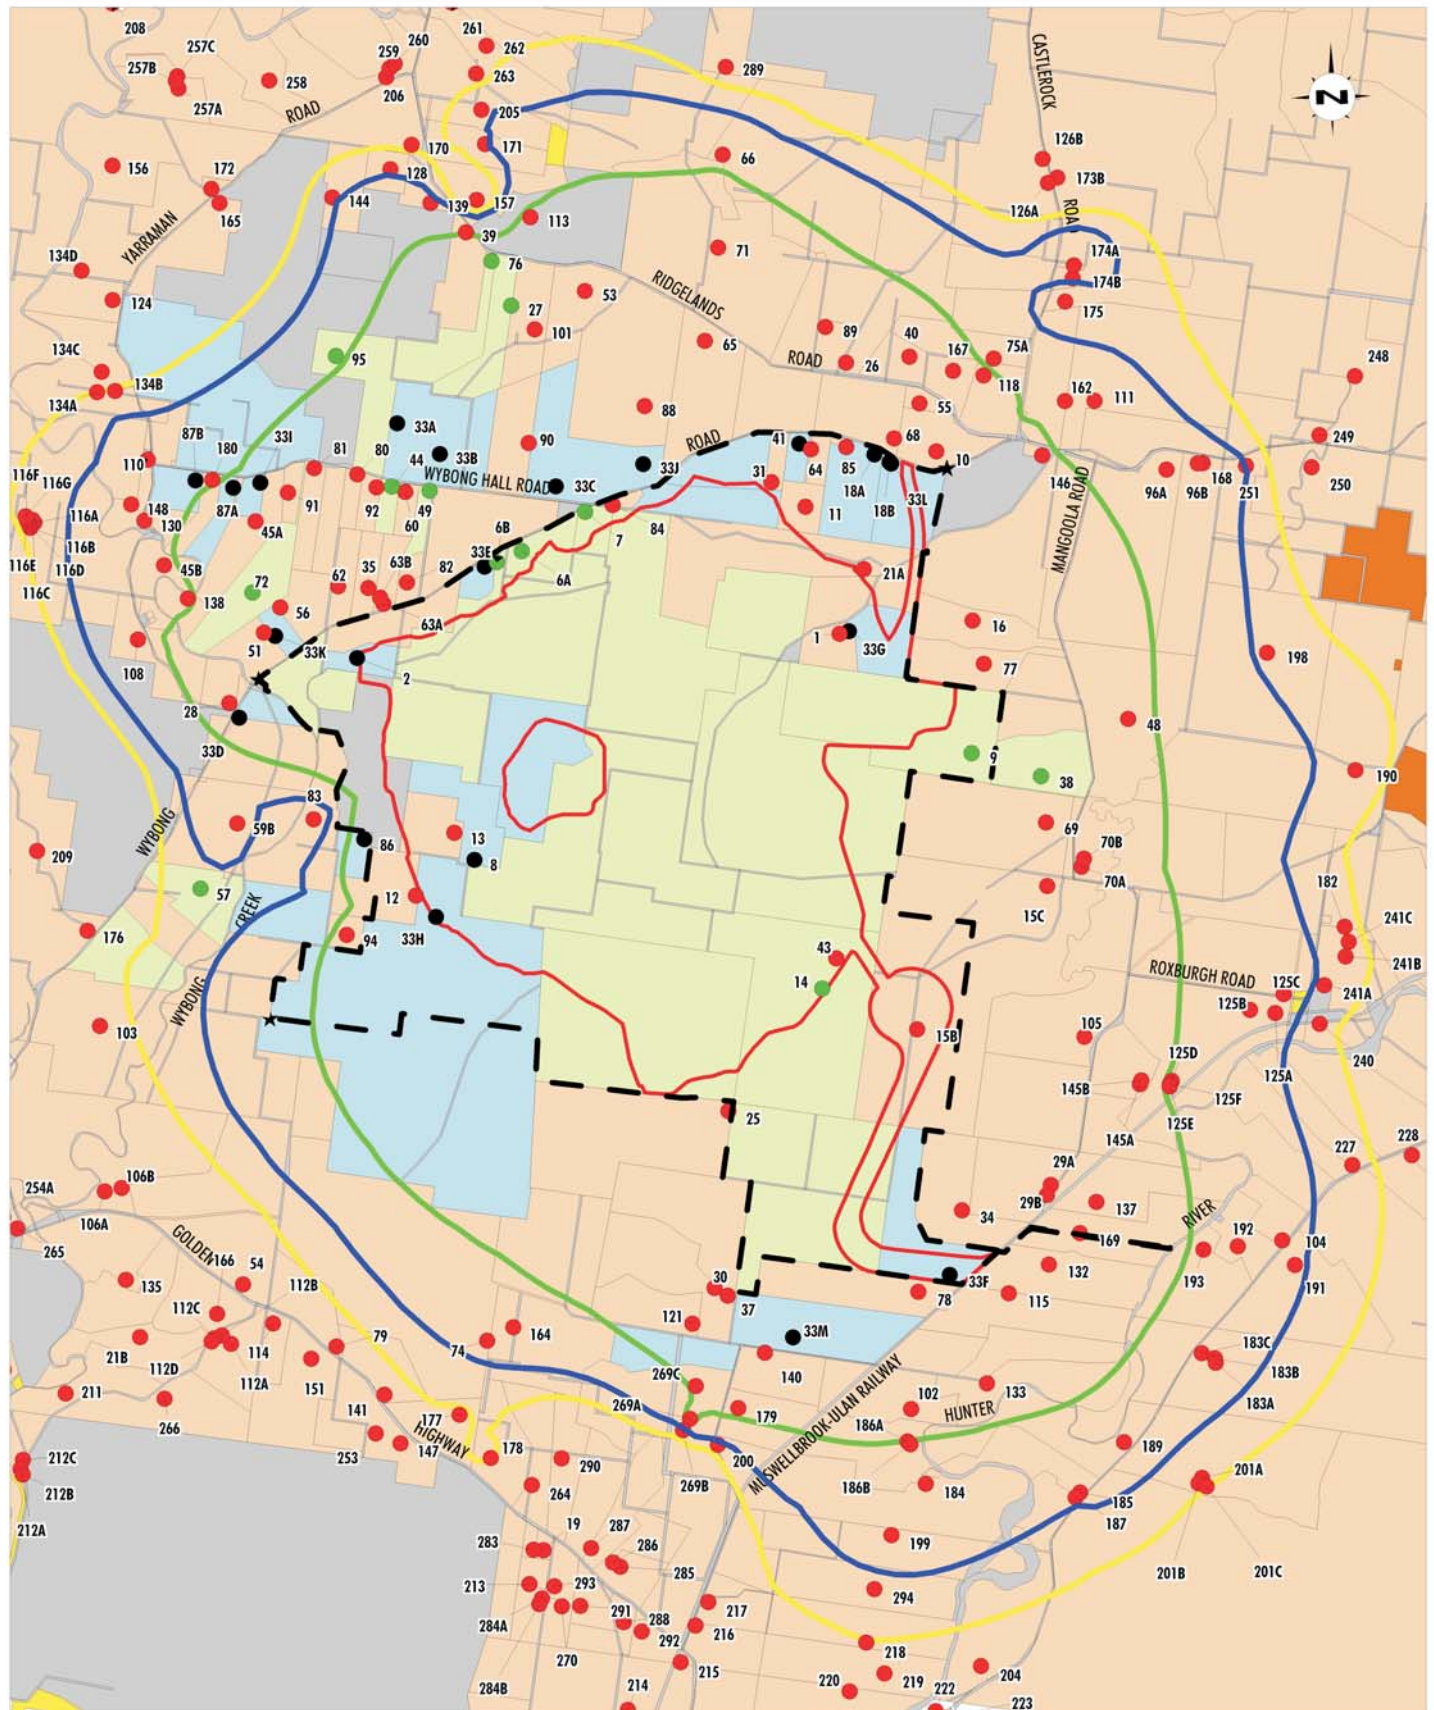 208
257C
257B
257A
258
259
260
206
261
262
263
205
289
CASTLEROCK
N
ROAD
126B
173B
126A
ROAD
156
172
165
170
128
171
66
144
139
157
113
39
YARRAMAN
134D
76
71
174A
174B
124
27
53
RIDGELANDS
175
101
134C
95
65
89
40
167
75A
248
ROAD
26
118
134B
134A
88
55
162
111
87B
180
33I
33A
81
80
44
33B
90
ROAD
41
68
249
110
WYBONG HALL ROAD
33J
31
64
85
10
116F
116G
33C
146
MANGOOLA ROAD
96A
96B
168
251
250
148
130
87A
91
92
60
49
6B
7
84
11
18A
18B
33L
116A
116B
45A
116E
116D
116C
45B
72
62
35
63B
82
33E
6A
21A
138
56
63A
1
33G
16
108
51
33K
2
77
198
28
33D
48
9
38
190
83
WYBONG
59B
86
13
8
69
70B
70A
209
57
12
15C
182
CREEK
241C
176
94
33H
43
241B
14
ROXBURGH ROAD
125C
241A
WYBONG
125B
103
15B
105
240
125D
145B
125A
125F
25
125E
145A
228
227
254A
106B
29A
106A
29B
137
34
RIVER
265
GOLDEN
169
192
104
166
54
193
191
135
112B
30
33F
132
37
78
115
112C
121
33M
79
164
74
183C
21B
112D
114
183B
112A
151
140
183A
211
269C
MUSWELLBROOK-ULAN RAILWAY
133
266
141
269A
179
102
HUNTER
177
186A
HIGHWAY
189
253
147
178
200
212C
290
201A
212B
264
269B
186B
184
185
187
212A
19
287
199
283
286
201B
201C
213
293
285
294
284A
291
288
217
292
216
218
270
215
204
284B
214
220
219
222
223